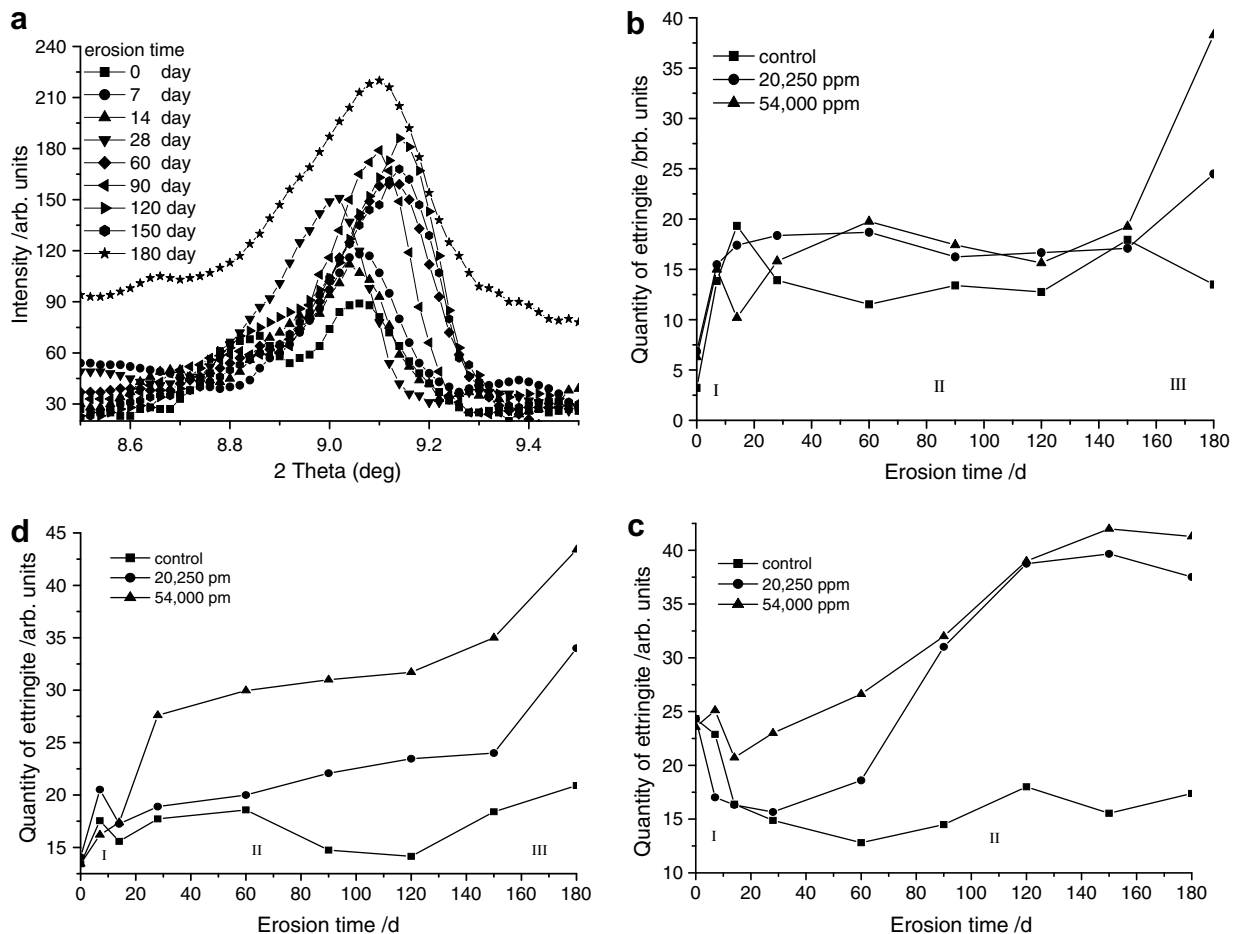 a
erosion time
0 day
7 day
14 day
28 day
60 day
90 day
120 day
150 day
180 day
240
210
180
150
120
90
60
30
Intensity /arb. units
8.6 8.8 9.0 9.2 9.4
2 Theta (deg)
b
control
20,250 ppm
54,000 ppm
40
35
30
25
20
15
10
5
0
Quantity of ettringite /brb. units
I II III
0 20 40 60 80 100 120 140 160 180
Erosion time /d
d
control
20,250 pm
54,000 pm
45
40
35
30
25
20
15
Quantity of ettringite /arb. units
I II III
0 20 40 60 80 100 120 140 160 180
Erosion time /d
c
control
20,250 ppm
54,000 ppm
40
35
30
25
20
15
10
Quantity of ettringite /arb. units
I II
0 20 40 60 80 100 120 140 160 180
Erosion time /d